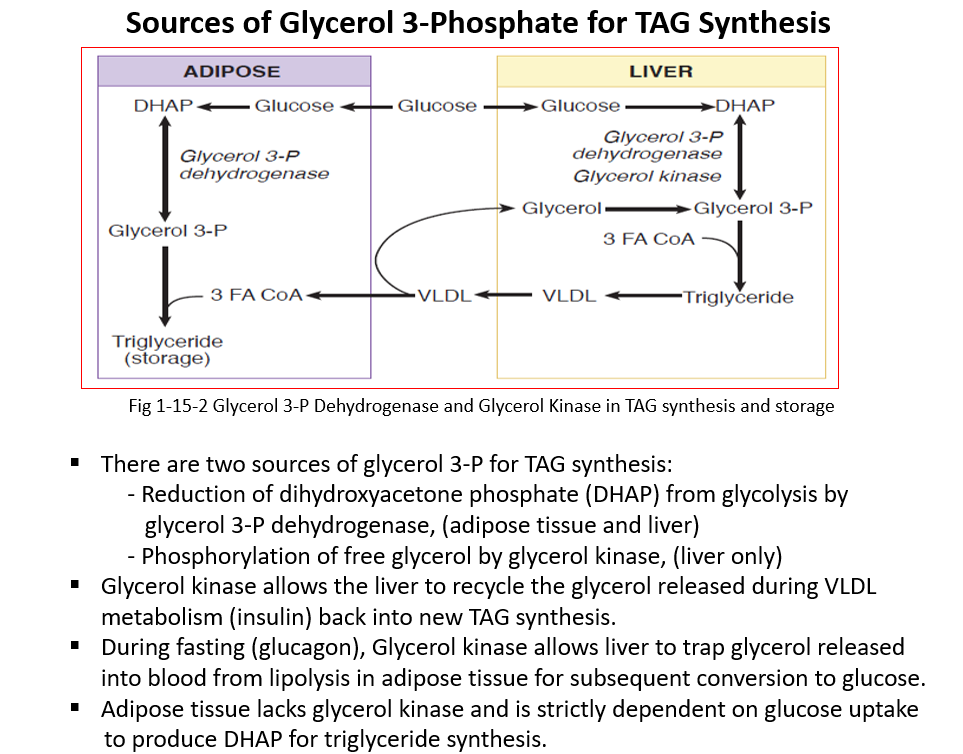 Sources of Glycerol 3-Phosphate for TAG Synthesis
ADIPOSE
LIVER
DHAP Glucose Glucose Glucose DHAP
Glycerol 3-P
dehydrogenase
Glycerol 3-P
dehydrogenase
Glycerol kinase
Glycerol Glycerol 3-P
Glycerol 3-P
3 FA CoA
3 FA CoA VLDL VLDL Triglyceride
Triglyceride
(storage)
Fig 1-15-2 Glycerol 3-P Dehydrogenase and Glycerol Kinase in TAG synthesis and storage
▪ There are two sources of glycerol 3-P for TAG synthesis:
- Reduction of dihydroxyacetone phosphate (DHAP) from glycolysis by
glycerol 3-P dehydrogenase, (adipose tissue and liver)
- Phosphorylation of free glycerol by glycerol kinase, (liver only)
▪ Glycerol kinase allows the liver to recycle the glycerol released during VLDL
metabolism (insulin) back into new TAG synthesis.
▪ During fasting (glucagon), Glycerol kinase allows liver to trap glycerol released
into blood from lipolysis in adipose tissue for subsequent conversion to glucose.
▪ Adipose tissue lacks glycerol kinase and is strictly dependent on glucose uptake
to produce DHAP for triglyceride synthesis.